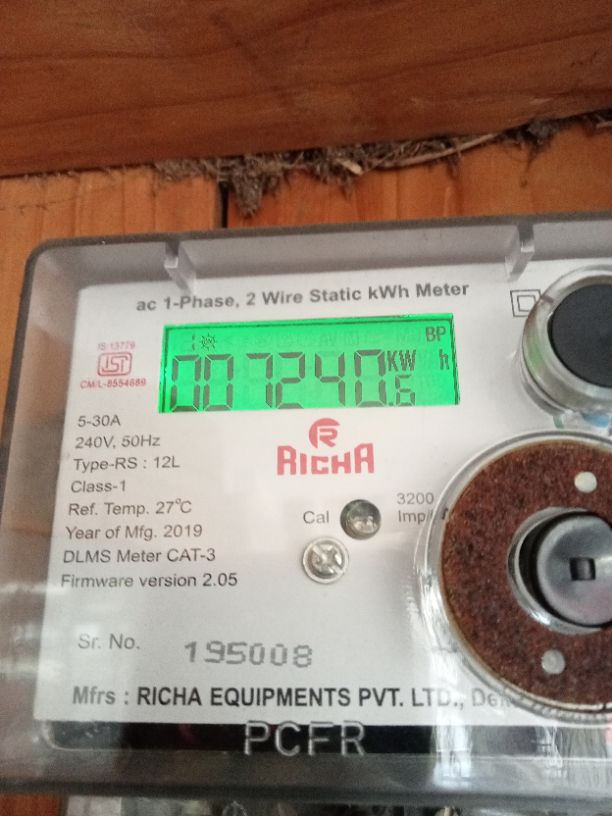 ac 1-Phase, 2 Wire Static kWh Meter
IS:13779
ISI
CM/L-8554689
BP
007240.6 KW h
5-30A
240V, 50Hz
Type-RS : 12L
Class-1
Ref. Temp. 27°C
Year of Mfg. 2019
DLMS Meter CAT-3
Firmware version 2.05
R
RICHA
Cal
3200
Sr. No. 195008
Mfrs : RICHA EQUIPMENTS PVT. LTD.,